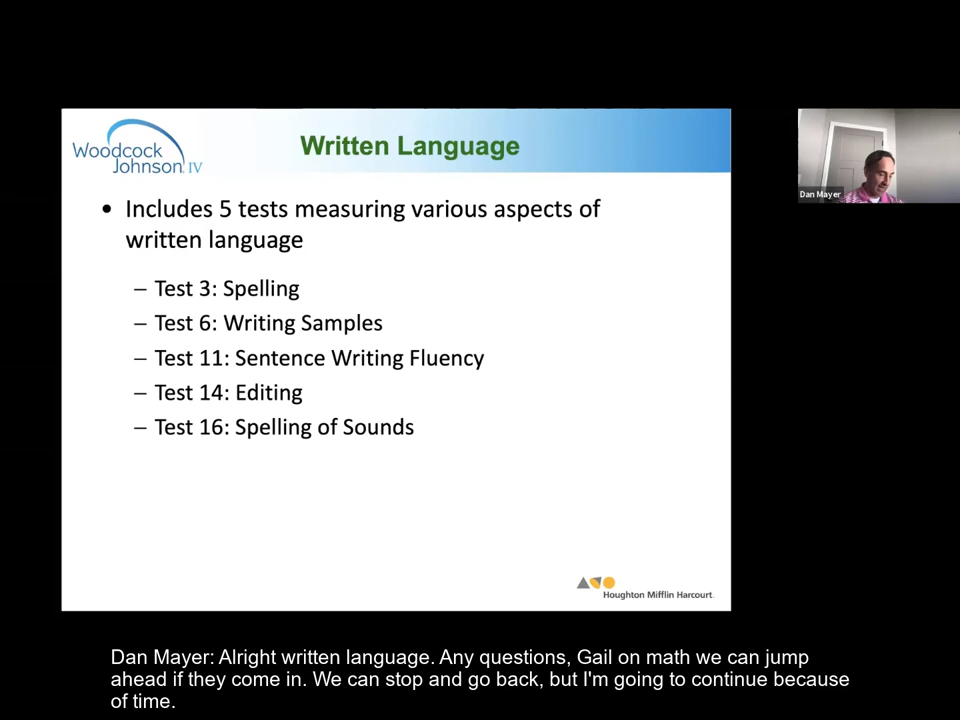 Woodcock
Johnson IV
Written Language
Dan Mayer
• Includes 5 tests measuring various aspects of
written language
– Test 3: Spelling
– Test 6: Writing Samples
– Test 11: Sentence Writing Fluency
– Test 14: Editing
– Test 16: Spelling of Sounds
Houghton Mifflin Harcourt
Dan Mayer: Alright written language. Any questions, Gail on math we can jump
ahead if they come in. We can stop and go back, but I'm going to continue because
of time.